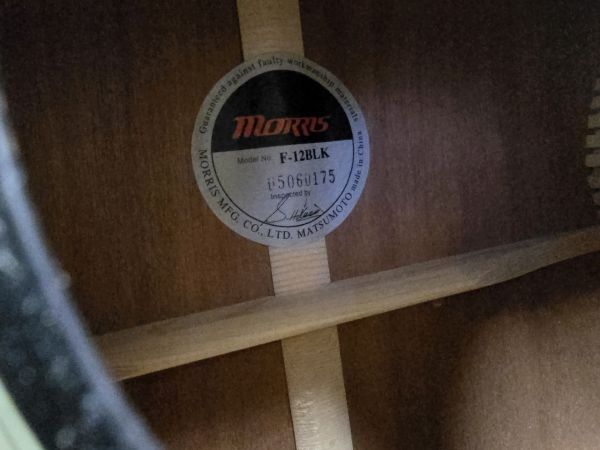 Guaranteed against faulty workmanship materials
MORRIS
Model No. F-12BLK
05060175
Inspected by
MORRIS MFG. CO., LTD. MATSUMOTO made in China